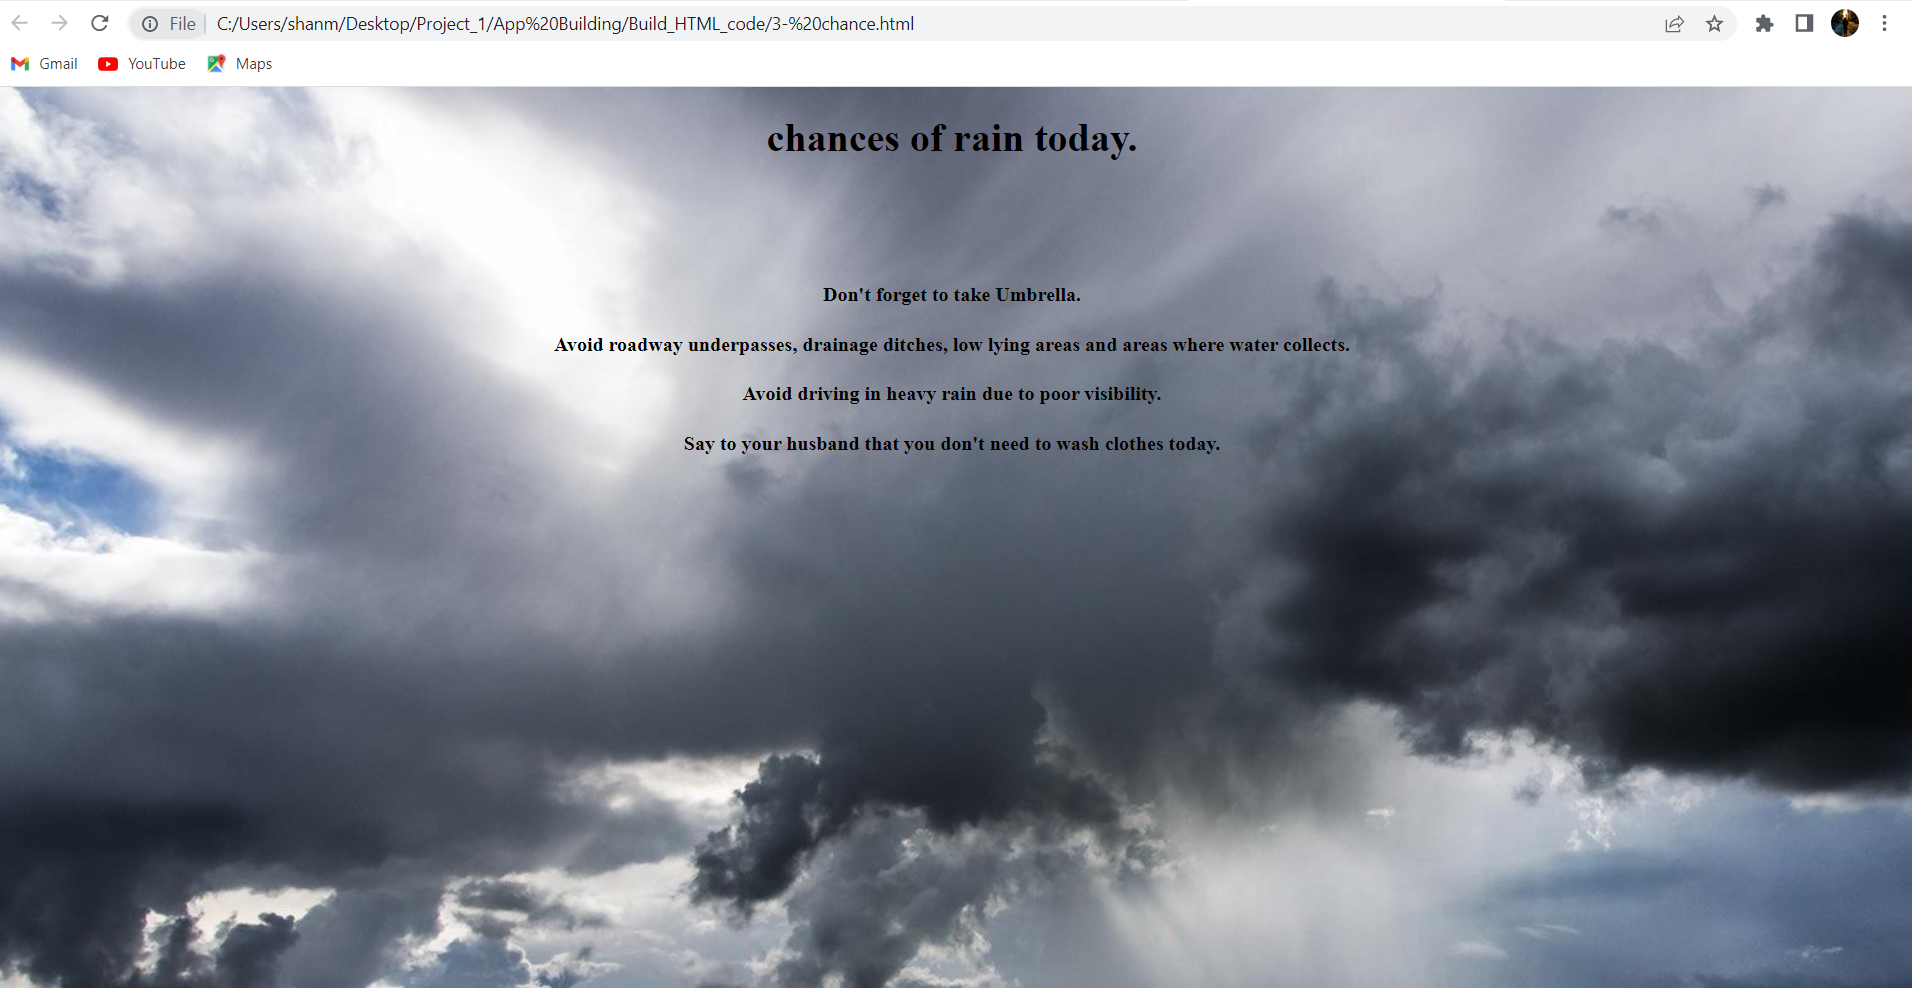 File
C:/Users/shanm/Desktop/Project_1/App%20Building/Build_HTML_code/3-%20chance.html
Gmail YouTube Maps
chances of rain today.
Don't forget to take Umbrella.
Avoid roadway underpasses, drainage ditches, low lying areas and areas where water collects.
Avoid driving in heavy rain due to poor visibility.
Say to your husband that you don't need to wash clothes today.